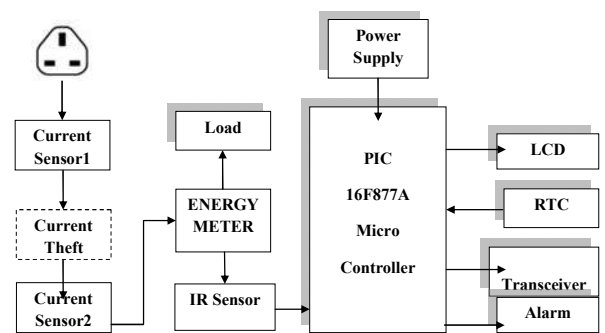 Power
Supply
Current
Sensor1
Load
PIC
16F877A
Micro
Controller
LCD
Current
Theft
ENERGY
METER
RTC
Current
Sensor2
IR Sensor
Transceiver
Alarm